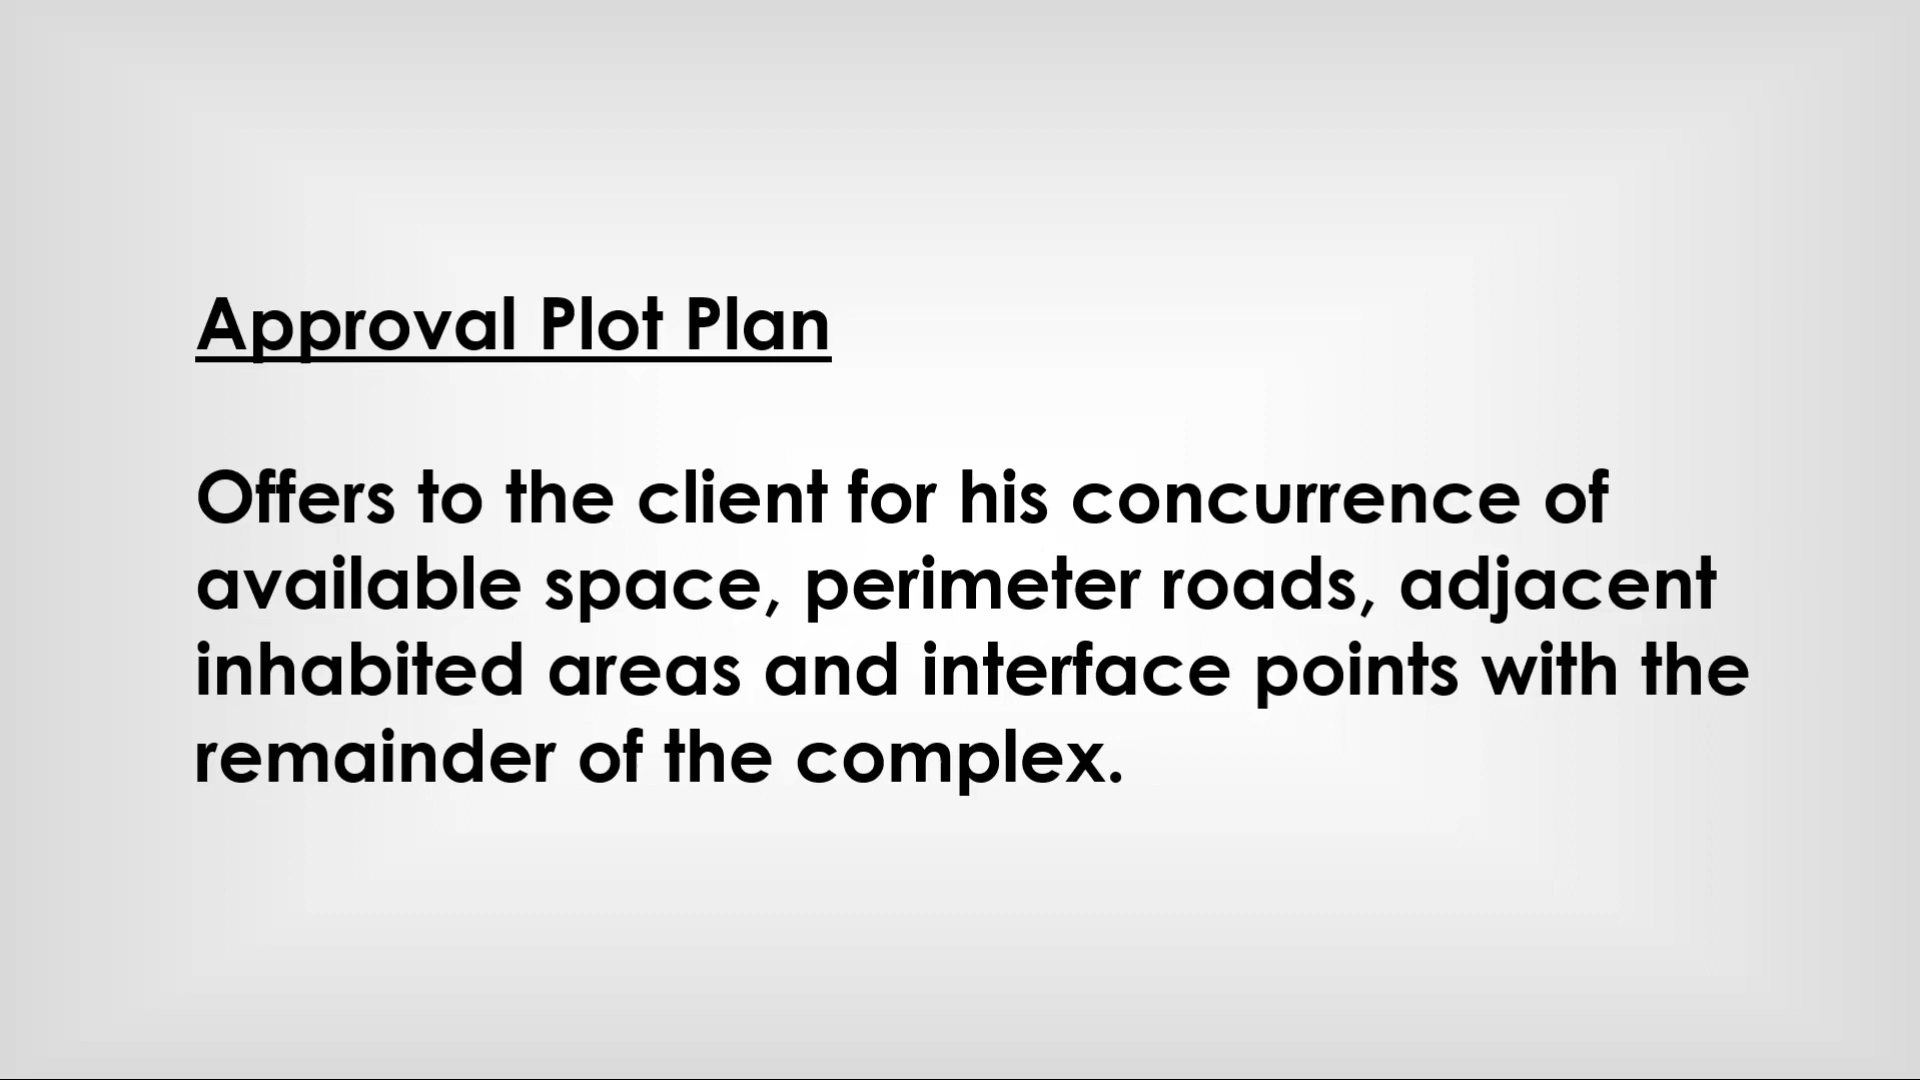 Approval Plot Plan
Offers to the client for his concurrence of
available space, perimeter roads, adjacent
inhabited areas and interface points with the
remainder of the complex.